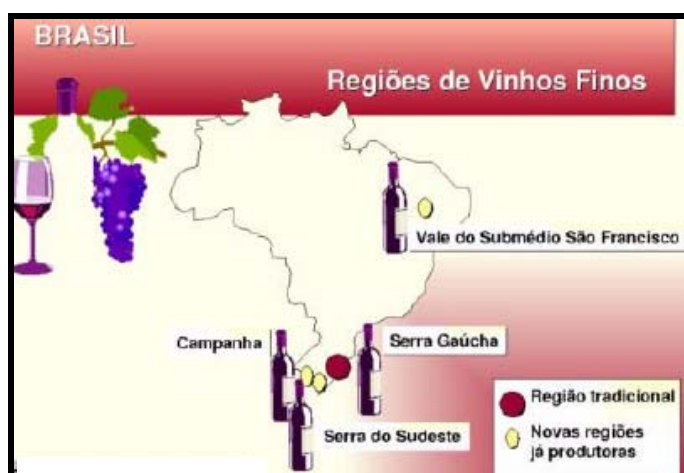 BRASIL
Regiões de Vinhos Finos
Vale do Submédio São Francisco
Campanha
Serra Gaúcha
Serra do Sudeste
Região tradicional
Novas regiões
já produtoras